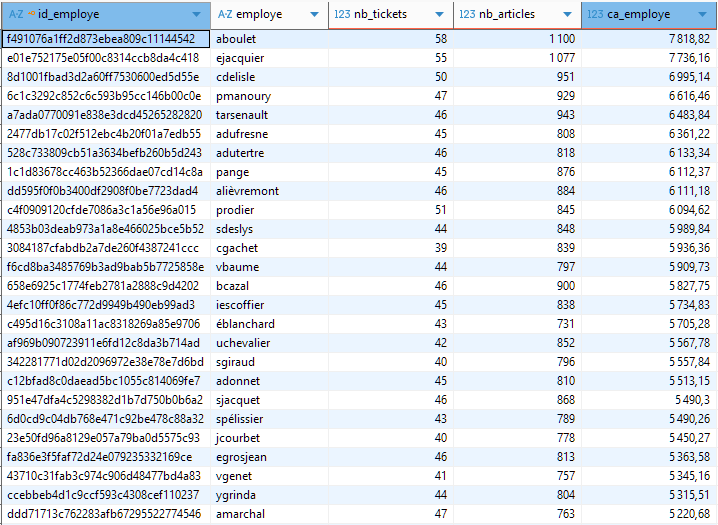 A-Z id_employe A-Z employe 123 nb_tickets 123 nb_articles 123 ca_employe
f491076a1ff2d873ebea809c11144542 aboulet 58 1 100 7 818,82
e01e752175e05f00c8314ccb8da4c418 ejacquier 55 1 077 7 736,16
8d1001fbad3d2a60ff7530600ed5d55e cdelisle 50 951 6 995,14
6c1c3292c852c6c593b95cc146b00c0e pmanoury 47 929 6 616,46
a7ada0770091e838e3dcd45265282820 tarsenault 46 943 6 483,84
2477db17c02f512ebc4b20f01a7edb55 adufresne 45 808 6 361,22
528c733809cb51a3634befb260b5d243 adutertre 46 818 6 133,34
1c1d83678cc463b52366dae07cd14c8a pange 45 876 6 112,37
dd595f0f0b3400df2908f0be7723dad4 alièvremont 46 884 6 111,18
c4f0909120cfde7086a3c1a56e96a015 prodier 51 845 6 094,62
4853b03deab973a1a8e466025bce5b52 sdeslys 44 848 5 989,84
3084187cfabdb2a7de260f4387241ccc cgachet 39 839 5 936,36
f6cd8ba3485769b3ad9bab5b7725858e vbaume 44 797 5 909,73
658e6925c1774feb2781a2888c9d4202 bcazal 46 900 5 827,75
4efc10ff0f86c772d9949b490eb99ad3 iescoffier 45 838 5 734,83
c495d16c3108a11ac8318269a85e9706 éblanchard 43 731 5 705,28
af969b090723911e6fd12c8da3b714ad uchevalier 42 852 5 567,78
342281771d02d2096972e38e78e7d6bd sgiraud 40 796 5 557,84
c12bfad8c0daead5bc1055c814069fe7 adonnet 45 810 5 513,15
951e47dfa4c5298382d1b7d750b0b6a2 sjacquet 46 868 5 490,3
6d0cd9c04db768e471c92be478c88a32 spélissier 43 789 5 490,26
23e50fd96a8129e057a79ba0d5575c93 jcourbet 40 778 5 450,27
fa836e3f5faf72d24e079235332169ce egrosjean 46 813 5 363,58
43710c31fab3c974c906d48477bd4a83 vgenet 41 757 5 345,16
ccebbeb4d1c9ccf593c4308cef110237 ygrinda 44 804 5 315,51
ddd71713c762283afb67295522774546 amarchal 47 763 5 220,68